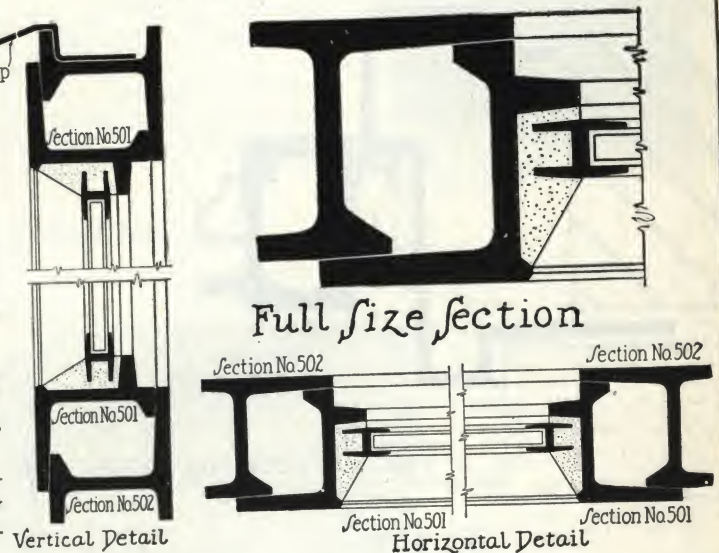 p
Section No.501
Section No.501
Section No.502
Vertical Detail
Full Size Section
Section No.502
Section No.502
Section No.501
Section No.501
Horizontal Detail